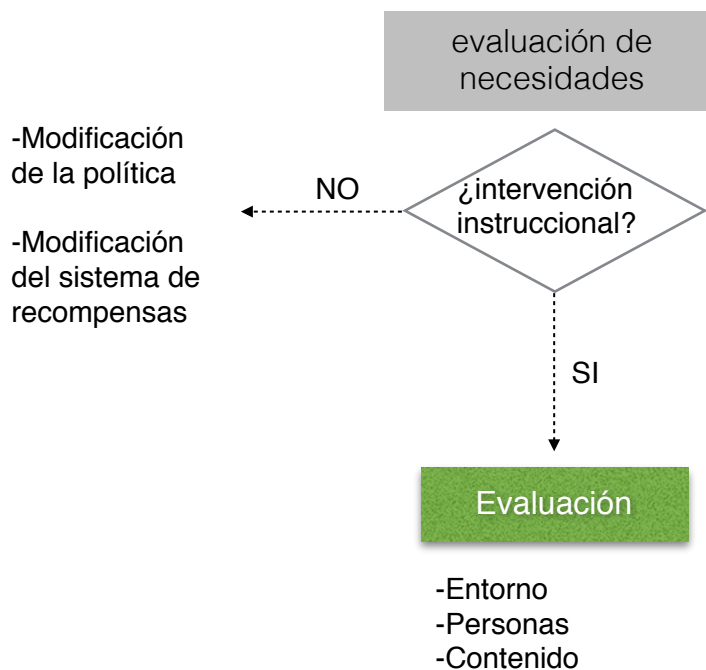 evaluación de
necesidades
-Modificación
de la política
NO
¿intervención
instruccional?
-Modificación
del sistema de
recompensas
SI
Evaluación
-Entorno
-Personas
-Contenido